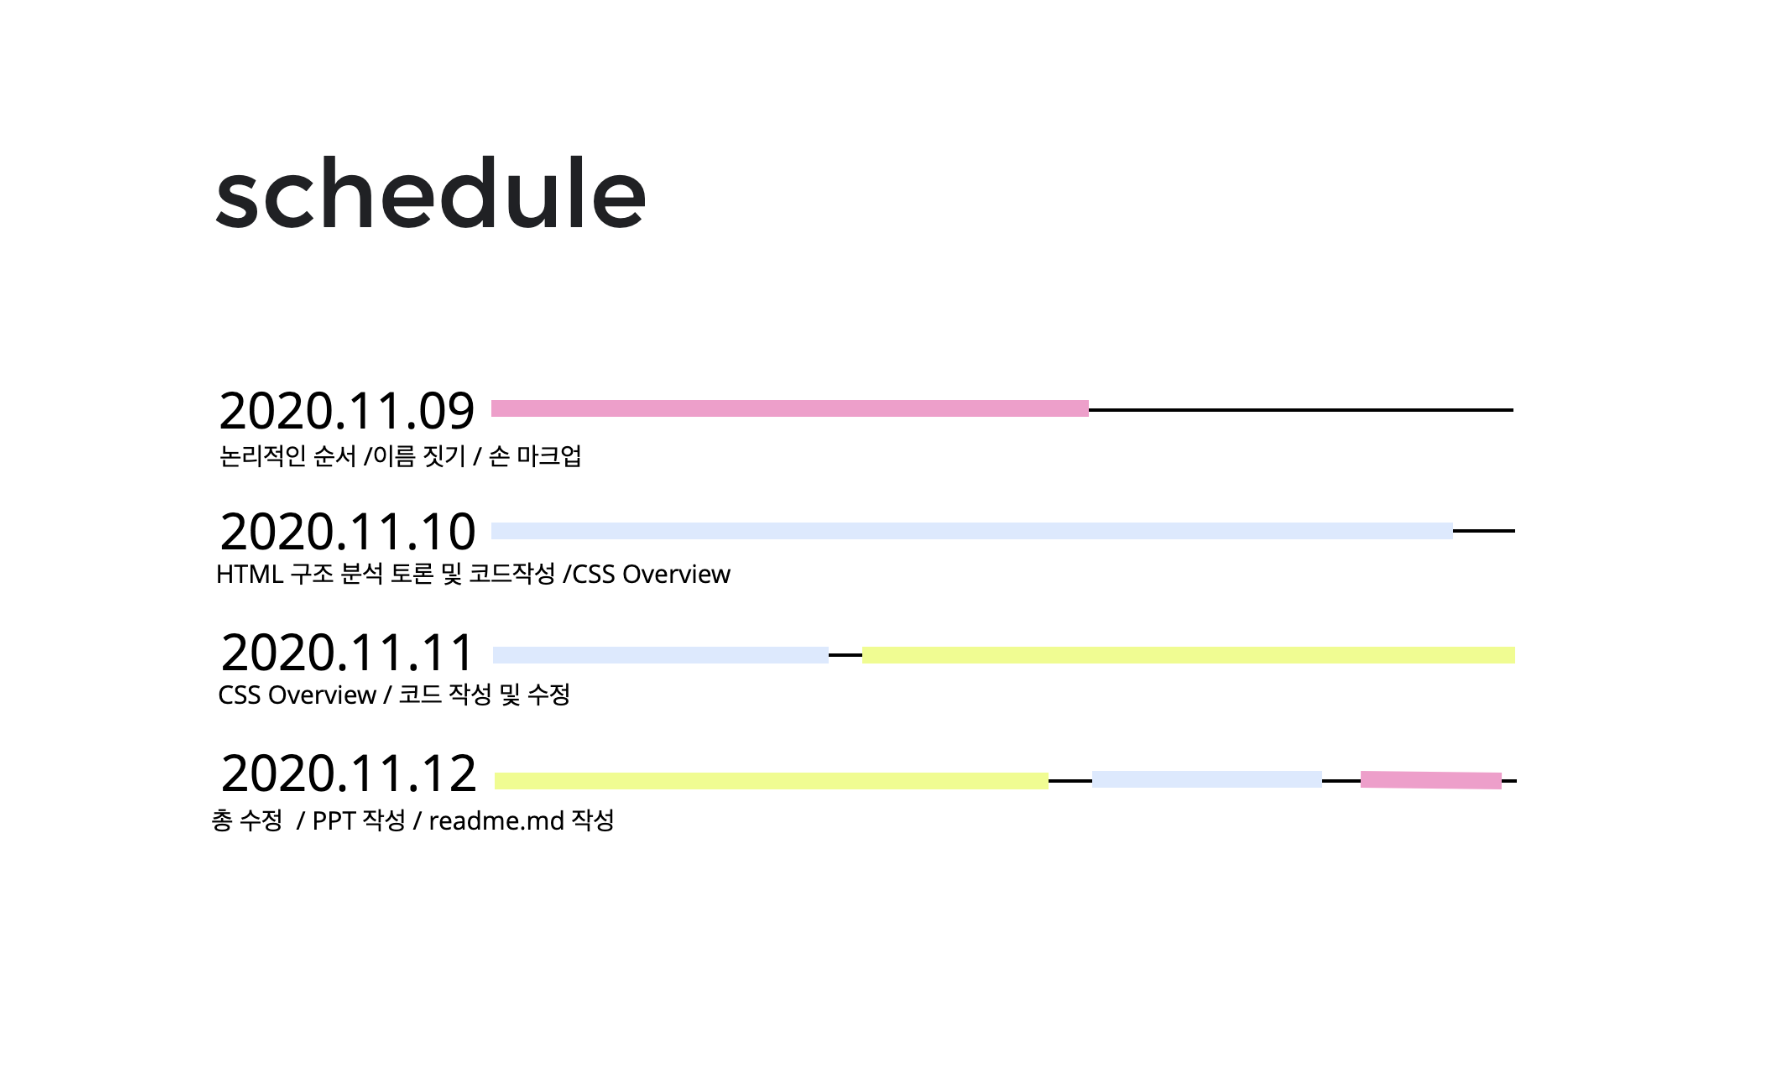 schedule
2020.11.09
논리적인 순서 /이름 짓기 / 손 마크업
2020.11.10
HTML 구조 분석 토론 및 코드작성 /CSS Overview
2020.11.11
CSS Overview / 코드 작성 및 수정
2020.11.12
총 수정  / PPT 작성 / readme.md 작성